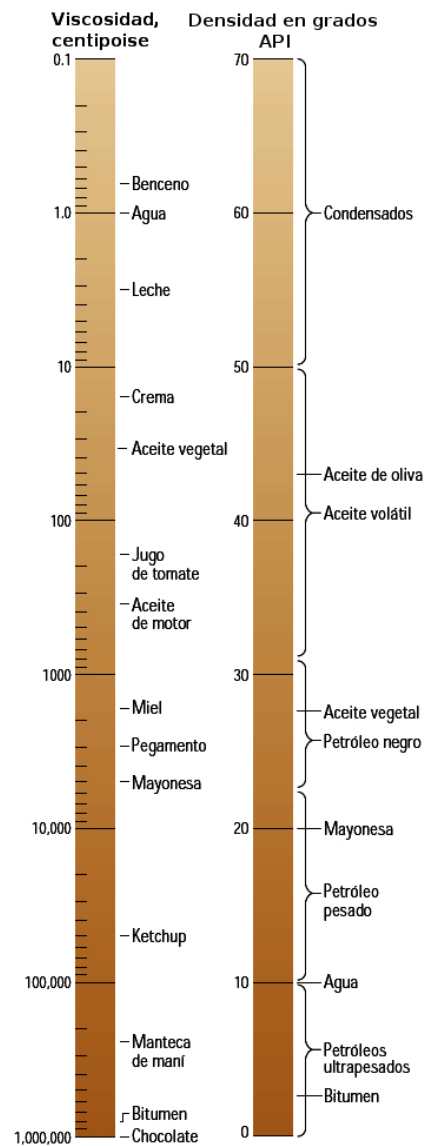 Viscosidad,
centipoise
0.1
Benceno
1.0
Agua
Leche
10
Crema
Aceite vegetal
100
Jugo
de tomate
Aceite
de motor
1000
Miel
Pegamento
Mayonesa
10,000
Ketchup
100,000
Manteca
de maní
Bitumen
1,000,000
Chocolate
Densidad en grados
API
70
60
Condensados
50
Aceite de oliva
Aceite volátil
40
30
Aceite vegetal
Petróleo negro
20
Mayonesa
Petróleo
pesado
10
Agua
Petróleos
ultrapesados
Bitumen
0